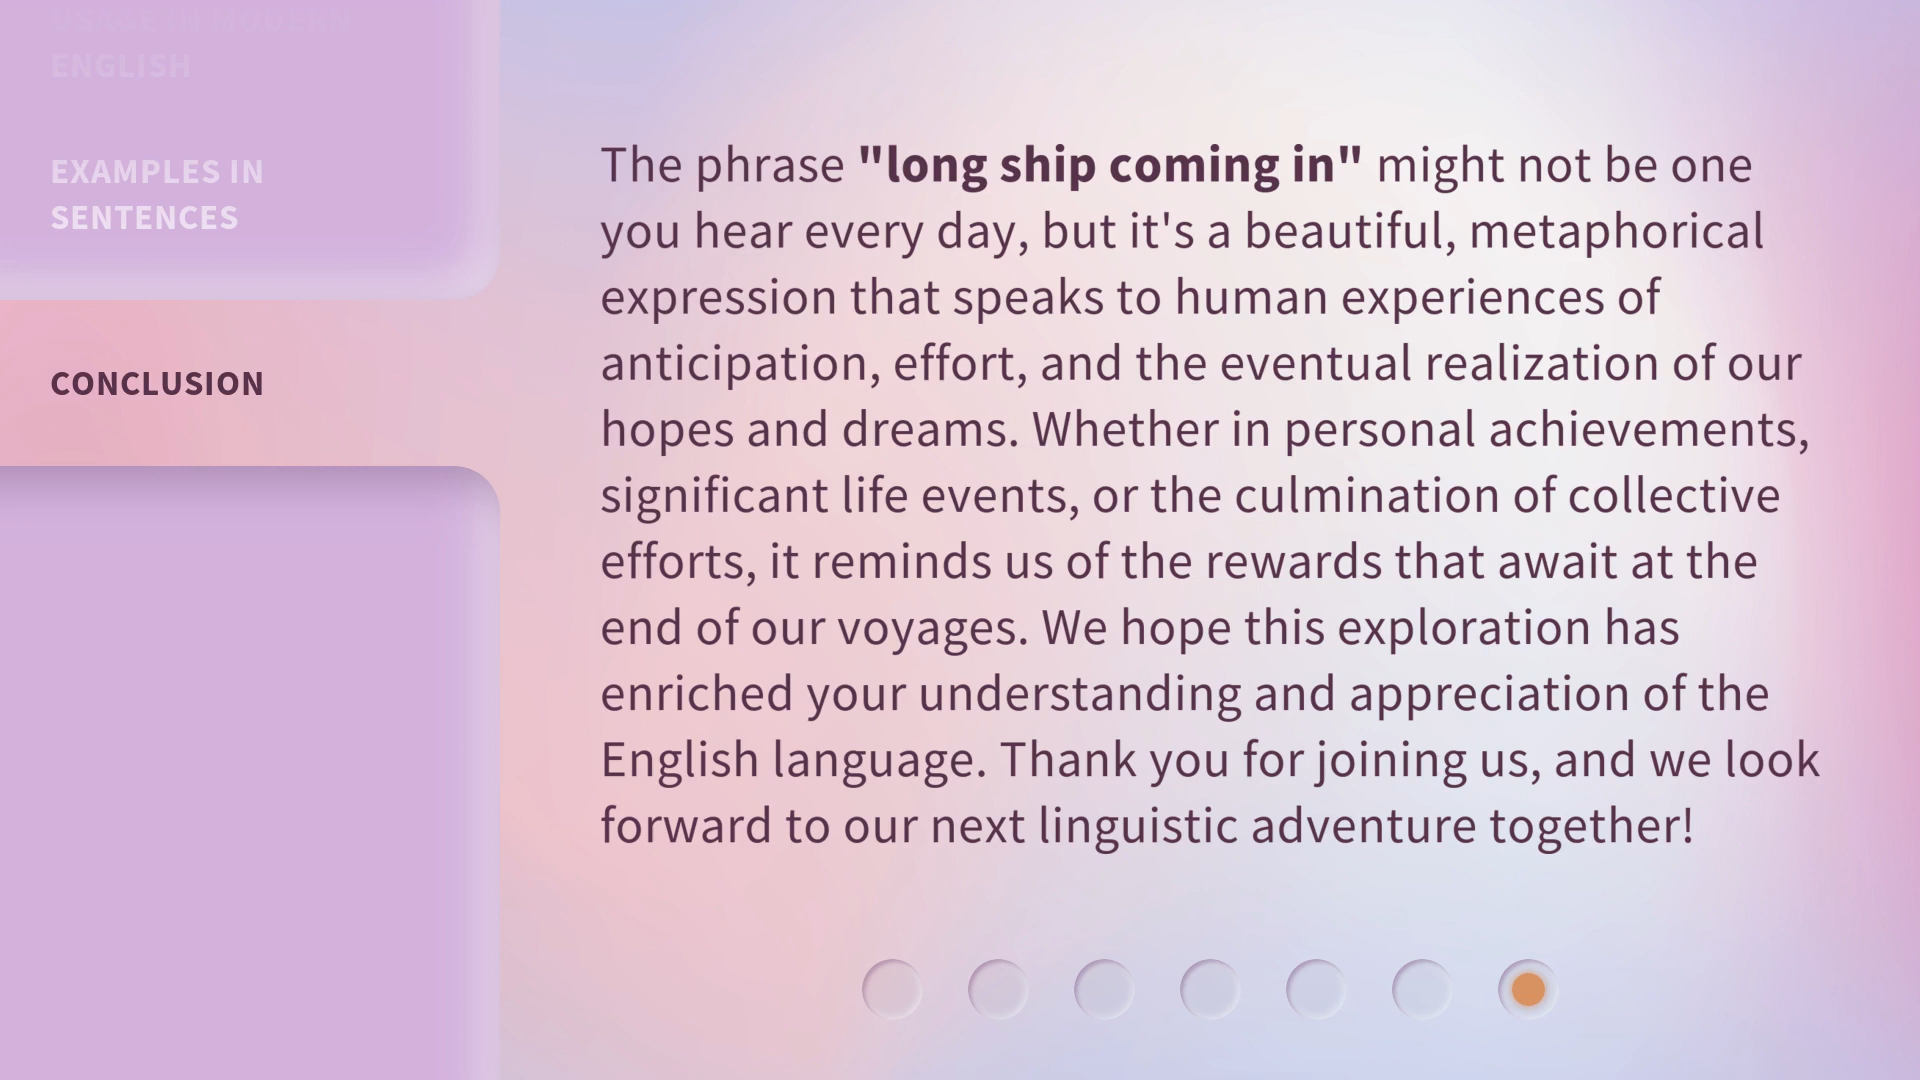 USAGE IN MODERN
ENGLISH
EXAMPLES IN
SENTENCES
CONCLUSION
The phrase "long ship coming in" might not be one
you hear every day, but it's a beautiful, metaphorical
expression that speaks to human experiences of
anticipation, effort, and the eventual realization of our
hopes and dreams. Whether in personal achievements,
significant life events, or the culmination of collective
efforts, it reminds us of the rewards that await at the
end of our voyages. We hope this exploration has
enriched your understanding and appreciation of the
English language. Thank you for joining us, and we look
forward to our next linguistic adventure together!